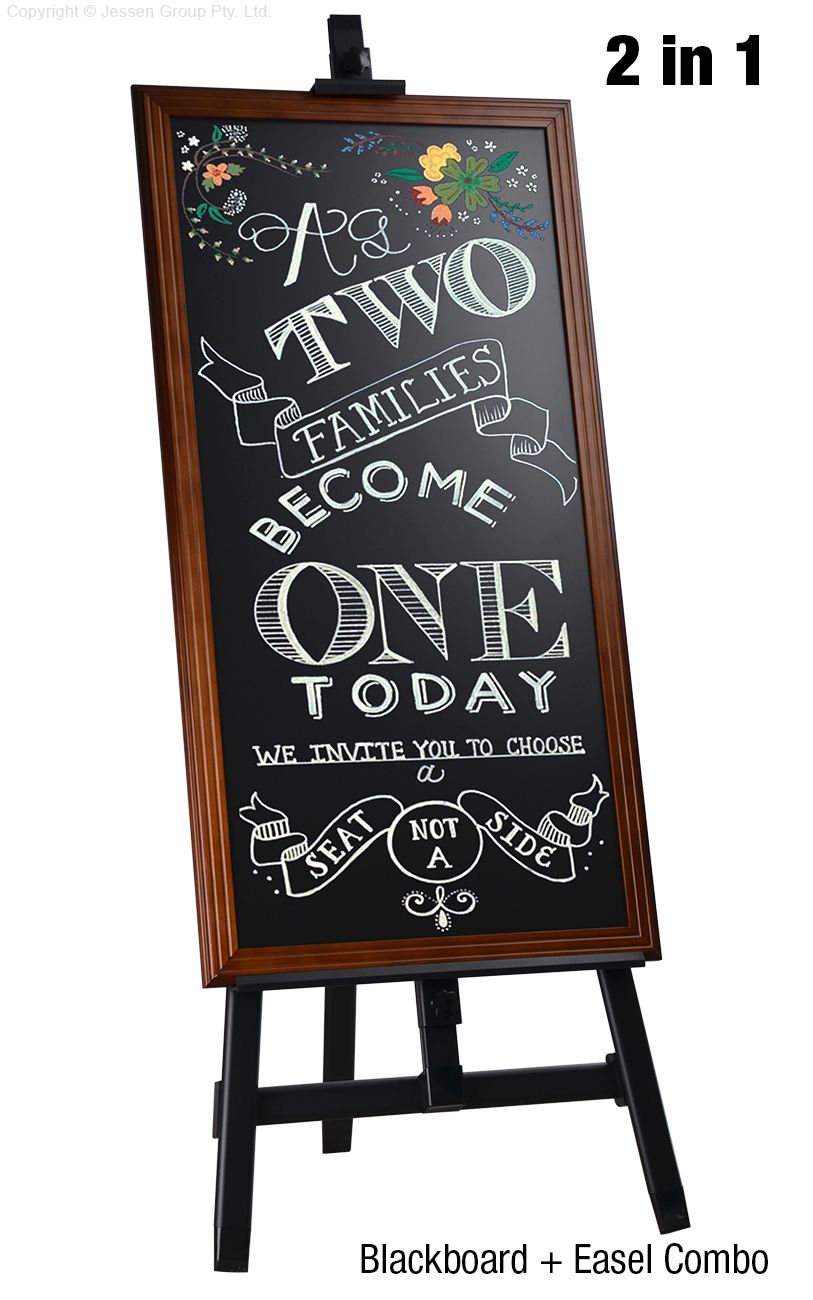 Copyright © Jessen Group Pty. Ltd.
2 in 1
As
TWO
FAMILIES
BECOME
ONE
TODAY
WE INVITE YOU TO CHOOSE
a
SEAT NOT A SIDE
Blackboard + Easel Combo